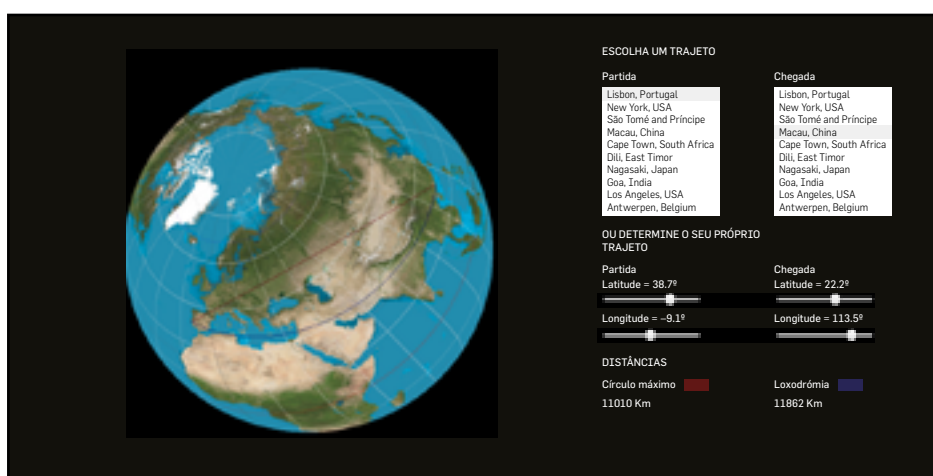 ESCOLHA UM TRAJETO
Partida
Lisbon, Portugal
New York, USA
São Tomé and Príncipe
Macau, China
Cape Town, South Africa
Dili, East Timor
Nagasaki, Japan
Goa, India
Los Angeles, USA
Antwerpen, Belgium
Chegada
Lisbon, Portugal
New York, USA
São Tomé and Príncipe
Macau, China
Cape Town, South Africa
Dili, East Timor
Nagasaki, Japan
Goa, India
Los Angeles, USA
Antwerpen, Belgium
OU DETERMINE O SEU PRÓPRIO
TRAJETO
Partida
Latitude = 38.7º
Longitude = –9.1º
Chegada
Latitude = 22.2º
Longitude = 113.5º
DISTÂNCIAS
Círculo máximo
11010 Km
Loxodrómia
11862 Km